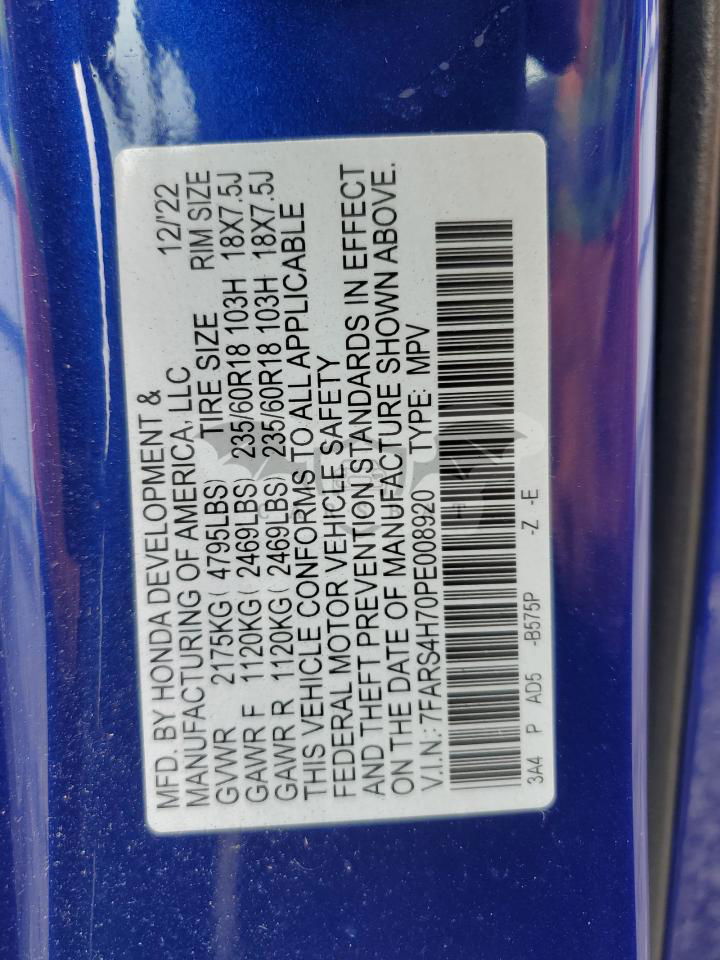 MFD. BY HONDA DEVELOPMENT &
MANUFACTURING OF AMERICA, LLC 12/'22
GVWR 2175KG( 4795LBS) TIRE SIZE RIM SIZE
GAWR F 1120KG( 2469LBS) 235/60R18 103H 18X7.5J
GAWR R 1120KG( 2469LBS) 235/60R18 103H 18X7.5J
THIS VEHICLE CONFORMS TO ALL APPLICABLE
FEDERAL MOTOR VEHICLE SAFETY
AND THEFT PREVENTION STANDARDS IN EFFECT
ON THE DATE OF MANUFACTURE SHOWN ABOVE.
V.I.N.:7FARS4H70PE008920 TYPE: MPV
3A4 P AD5 -B575P -Z -E